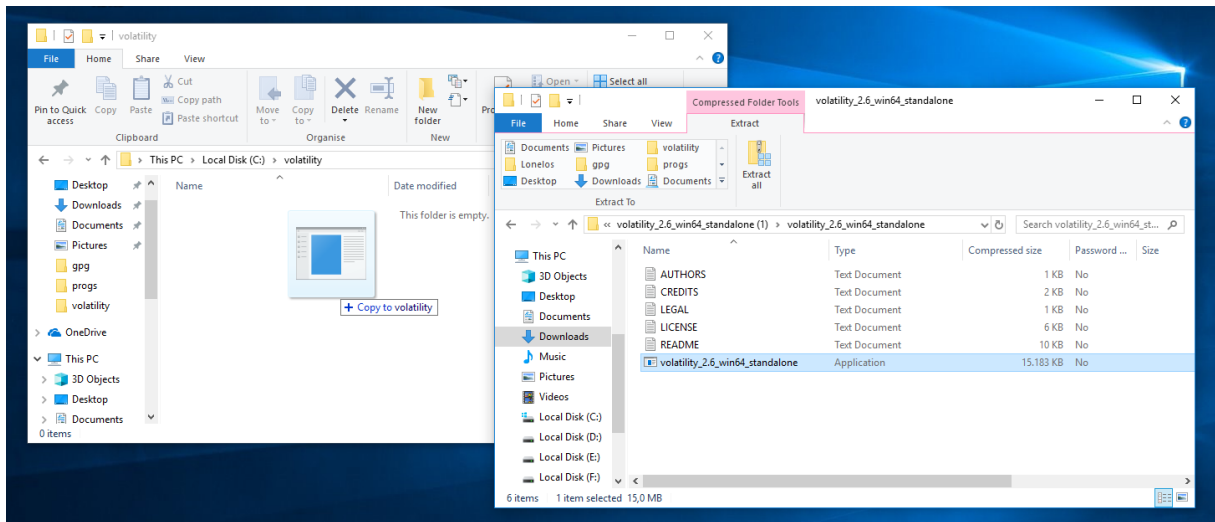 volatility
File Home Share View
Pin to Quick access
Copy
Paste
Cut
Copy path
Paste shortcut
Move to
Copy to
Delete
Rename
New folder
Open
Select all
Clipboard Organise New
This PC > Local Disk (C:) > volatility
Name Date modified
This folder is empty.
Desktop
Downloads
Documents
Pictures
gpg
progs
volatility
OneDrive
This PC
3D Objects
Desktop
Documents
0 items
+ Copy to volatility
Compressed Folder Tools volatility_2.6_win64_standalone
File Home Share View Extract
Documents Pictures volatility
Lonelos gpg progs
Desktop Downloads Documents
Extract all
Extract To
« volatility_2.6_win64_standalone (1) > volatility_2.6_win64_standalone
Search volatility_2.6_win64_st...
This PC
3D Objects
Desktop
Documents
Downloads
Music
Pictures
Videos
Local Disk (C:)
Local Disk (D:)
Local Disk (E:)
Local Disk (F:)
Name Type Compressed size Password ... Size
AUTHORS Text Document 1 KB No
CREDITS Text Document 2 KB No
LEGAL Text Document 1 KB No
LICENSE Text Document 6 KB No
README Text Document 10 KB No
volatility_2.6_win64_standalone Application 15.183 KB No
6 items 1 item selected 15,0 MB